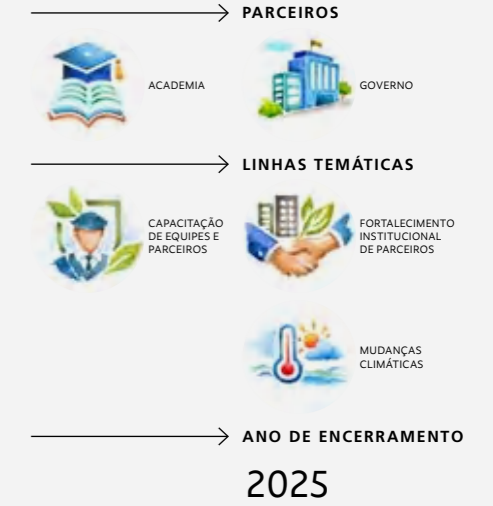 PARCEIROS
ACADEMIA
GOVERNO
LINHAS TEMÁTICAS
CAPACITAÇÃO
DE EQUIPES E
PARCEIROS
FORTALECIMENTO
INSTITUCIONAL
DE PARCEIROS
MUDANÇAS
CLIMÁTICAS
ANO DE ENCERRAMENTO
2025